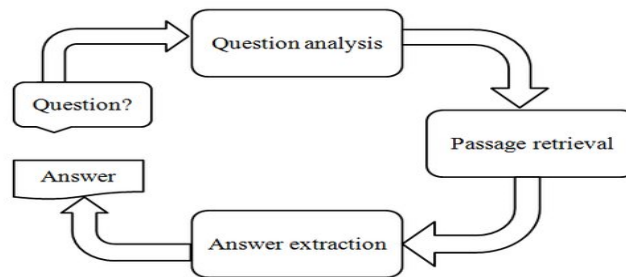 Question analysis
Question?
Passage retrieval
Answer
Answer extraction